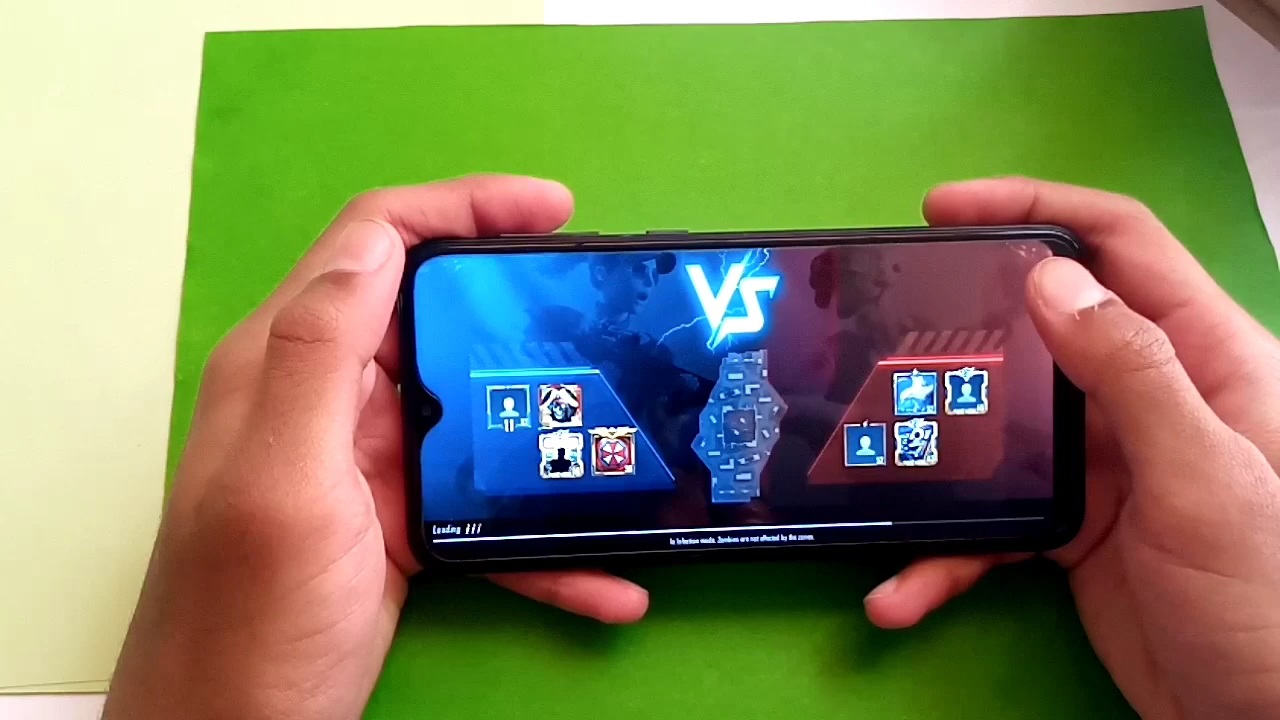 VS
Loading
In Infection mode, Zombies are not affected by the zones.